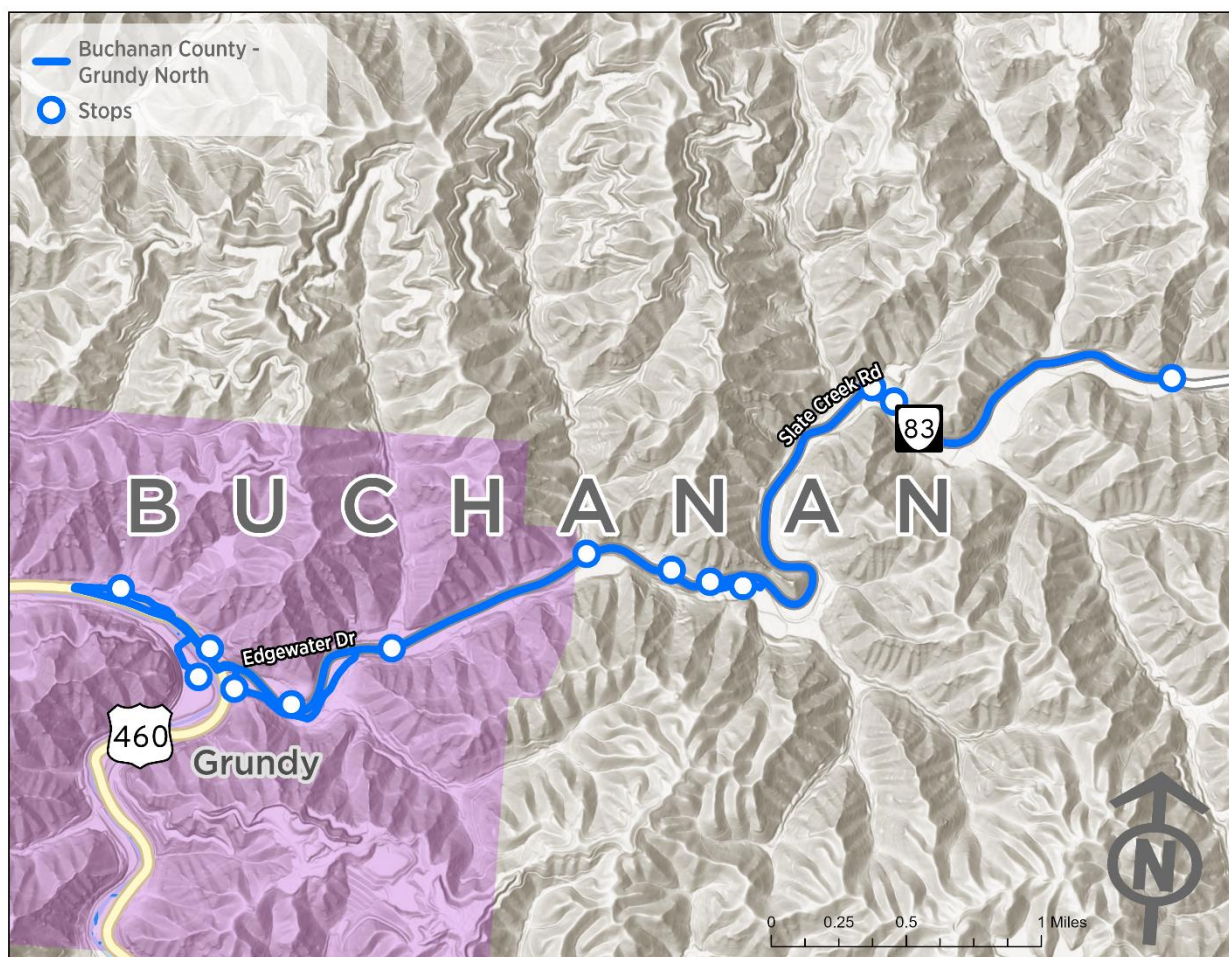 Buchanan County -
Grundy North
Stops
Slate Creek Rd
83
BUCHANAN
Edgewater Dr
460
Grundy
N
0 0.25 0.5 1 Miles